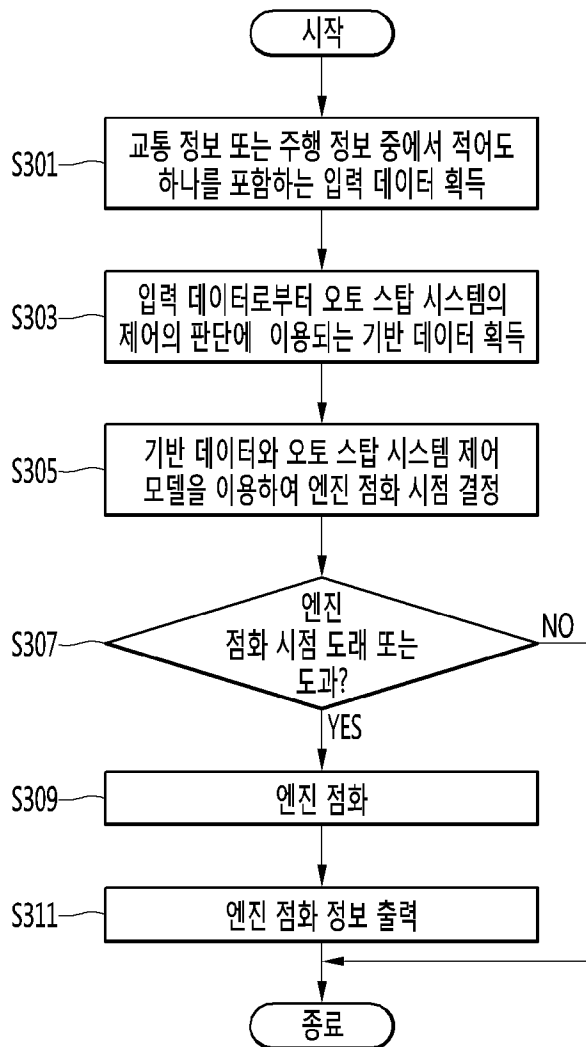 시작
S301
교통 정보 또는 주행 정보 중에서 적어도
하나를 포함하는 입력 데이터 획득
S303
입력 데이터로부터 오토 스탑 시스템의
제어의 판단에 이용되는 기반 데이터 획득
S305
기반 데이터와 오토 스탑 시스템 제어
모델을 이용하여 엔진 점화 시점 결정
S307
엔진
점화 시점 도래 또는
도과?
NO
YES
S309
엔진 점화
S311
엔진 점화 정보 출력
종료